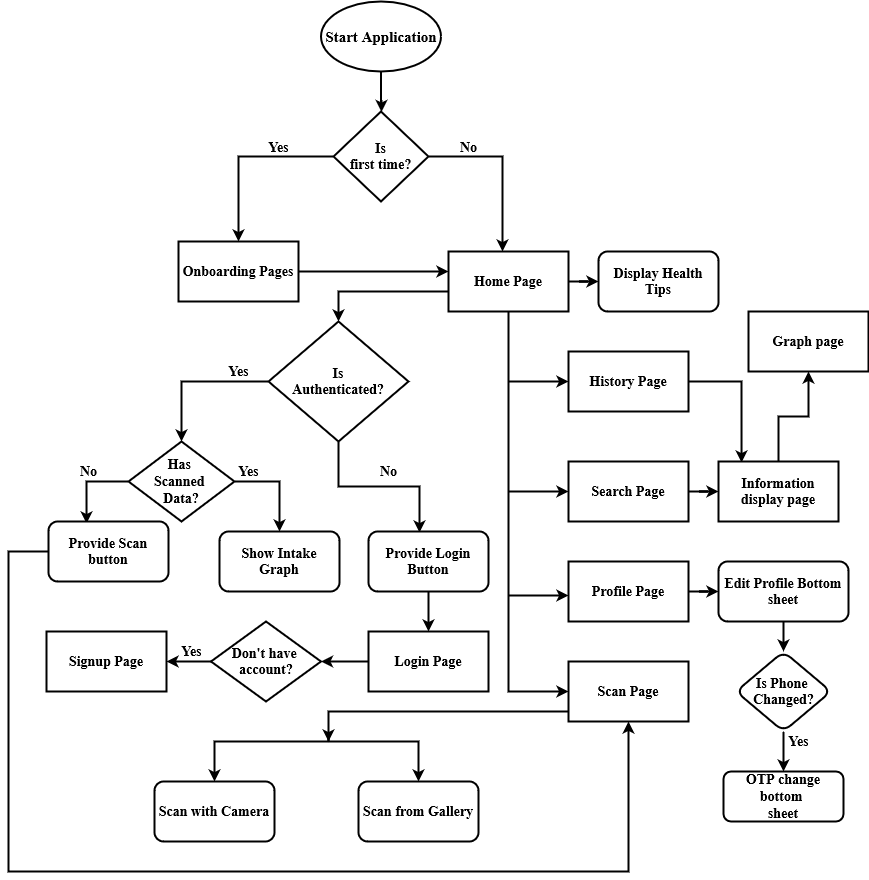 Start Application
Is
first time?
Yes
No
Onboarding Pages
Home Page
Display Health
Tips
Graph page
Is
Authenticated?
Yes
No
History Page
Has
Scanned
Data?
No
Yes
Search Page
Information
display page
Provide Scan
button
Show Intake
Graph
Provide Login
Button
Profile Page
Edit Profile Bottom
sheet
Signup Page
Yes
Don't have
account?
Login Page
Scan Page
Is Phone
Changed?
Yes
Scan with Camera
Scan from Gallery
OTP change
bottom
sheet